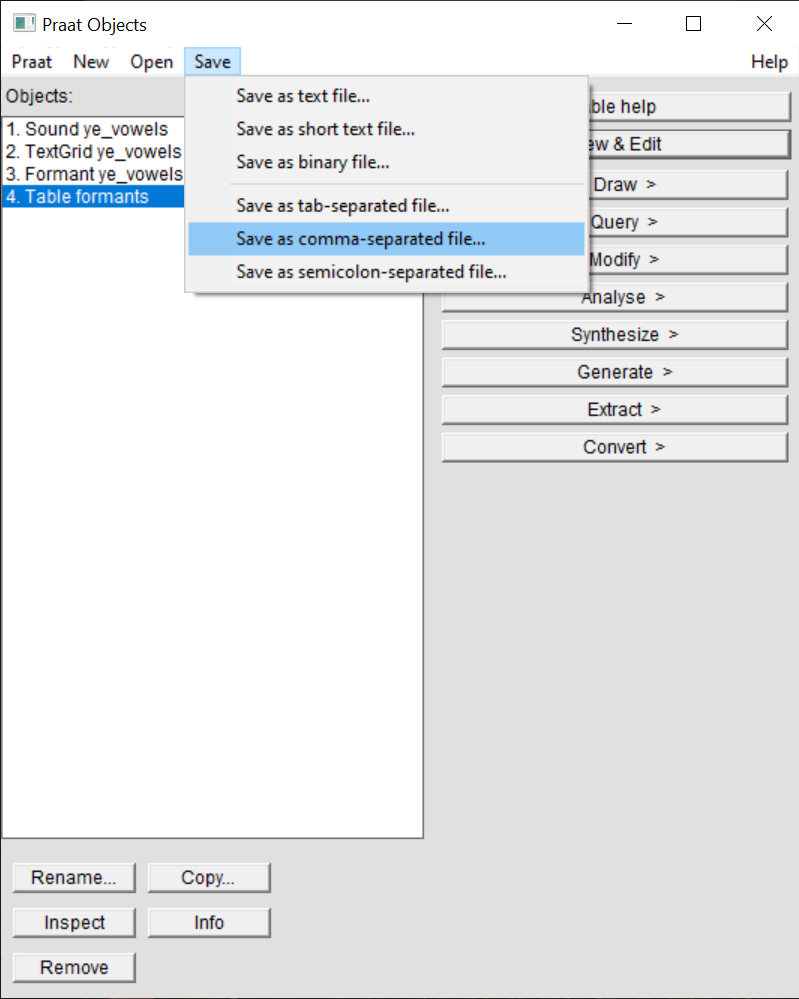 Praat Objects
Praat New Open Save Help
Objects:
1. Sound ye_vowels
2. TextGrid ye_vowels
3. Formant ye_vowels
4. Table formants
Save as text file...
Save as short text file...
Save as binary file...
Save as tab-separated file...
Save as comma-separated file...
Save as semicolon-separated file...
help
& Edit
Draw >
Query >
Modify >
Analyse >
Synthesize >
Generate >
Extract >
Convert >
Rename... Copy...
Inspect Info
Remove